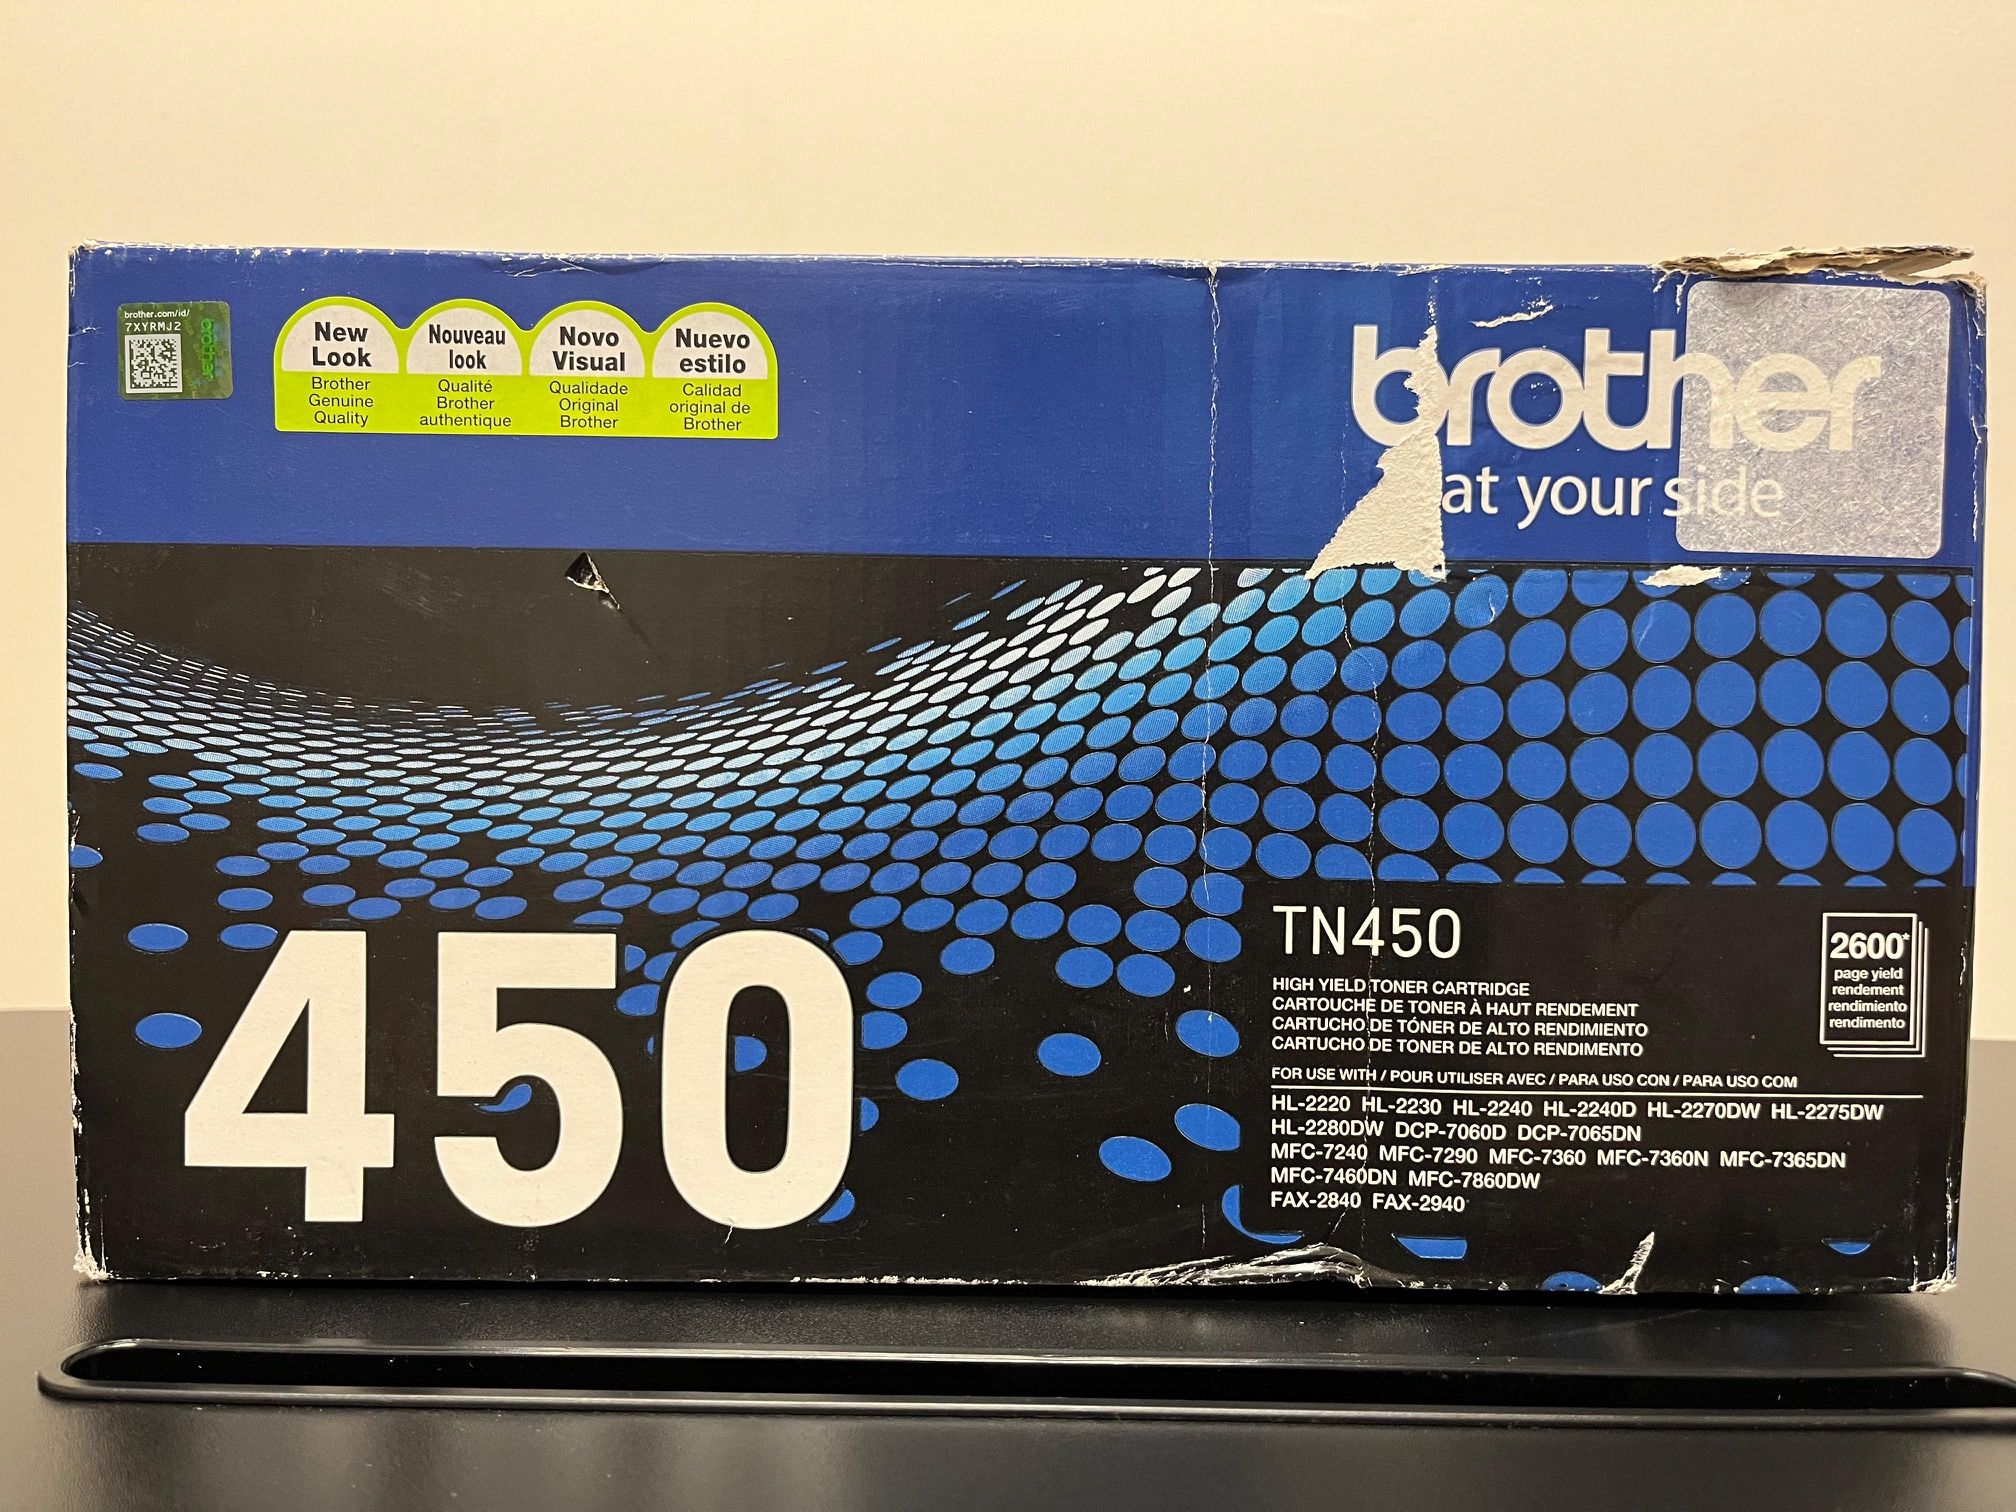 brother.com/id/
7XYRMJ2
brother
New Look
Brother Genuine Quality
Nouveau look
Qualité Brother authentique
Novo Visual
Qualidade Original Brother
Nuevo estilo
Calidad original de Brother
brother
at your side
450
TN450
HIGH YIELD TONER CARTRIDGE
CARTOUCHE DE TONER À HAUT RENDEMENT
CARTUCHO DE TÓNER DE ALTO RENDIMIENTO
CARTUCHO DE TONER DE ALTO RENDIMENTO
2600*
page yield
rendement
rendimiento
rendimento
FOR USE WITH / POUR UTILISER AVEC / PARA USO CON / PARA USO COM
HL-2220 HL-2230 HL-2240 HL-2240D HL-2270DW HL-2275DW
HL-2280DW DCP-7060D DCP-7065DN
MFC-7240 MFC-7290 MFC-7360 MFC-7360N MFC-7365DN
MFC-7460DN MFC-7860DW
FAX-2840 FAX-2940